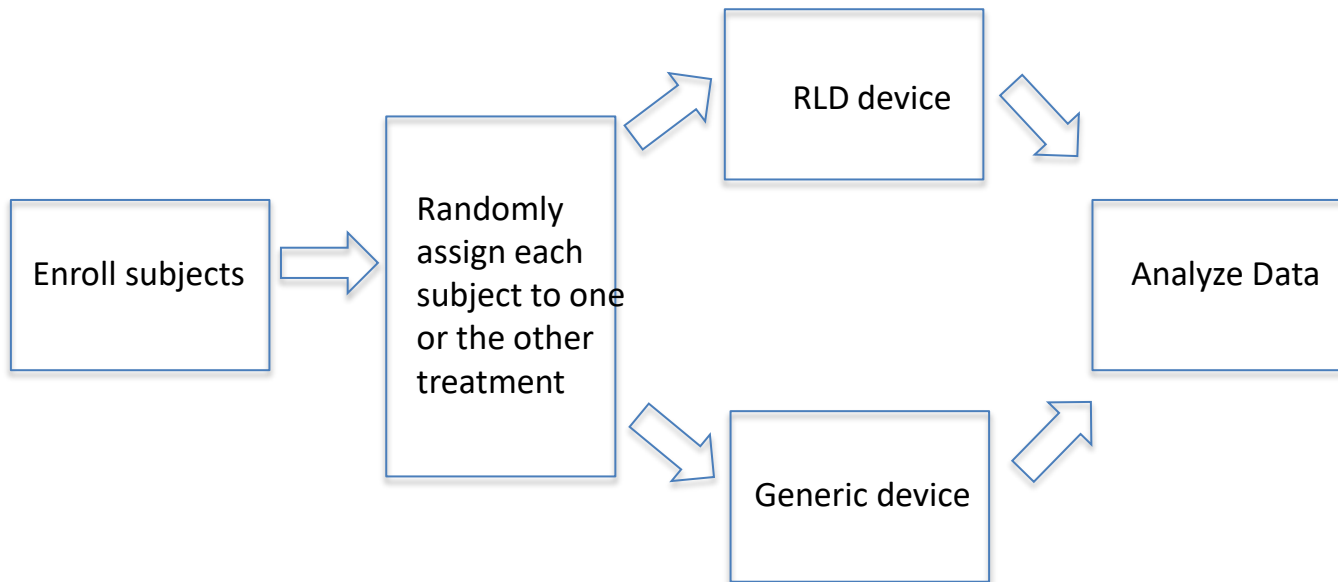 Enroll subjects
Randomly
assign each
subject to one
or the other
treatment
RLD device
Generic device
Analyze Data